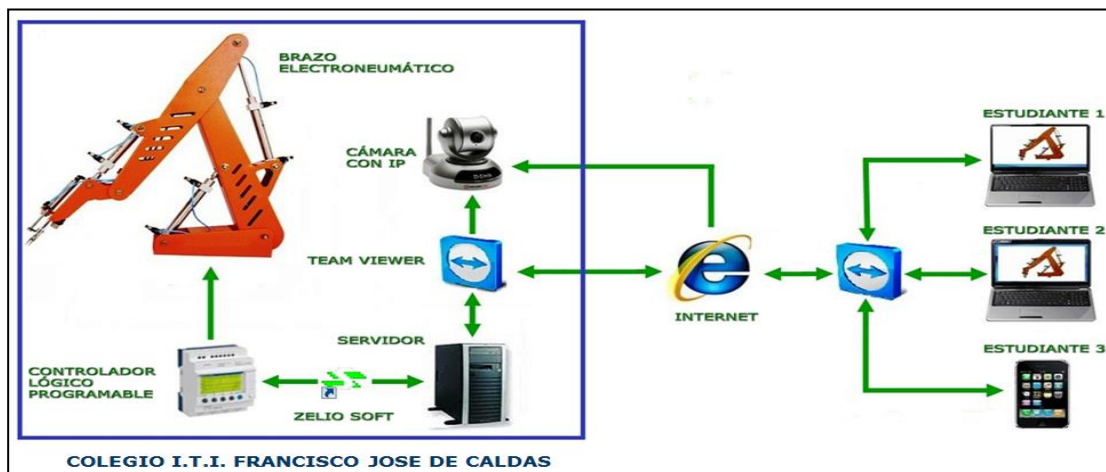 BRAZO
ELECTRONEUMÁTICO
CÁMARA
CON IP
D-Link
TEAM VIEWER
SERVIDOR
CONTROLADOR
LÓGICO
PROGRAMABLE
ZELIO SOFT
INTERNET
ESTUDIANTE 1
ESTUDIANTE 2
ESTUDIANTE 3
COLEGIO I.T.I. FRANCISCO JOSE DE CALDAS